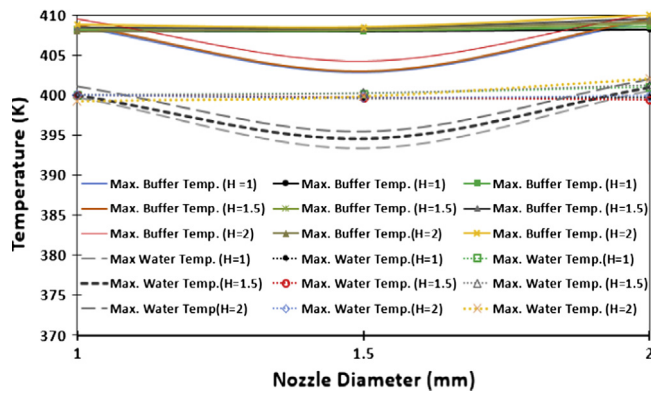 410
405
400
395
390
385
380
375
370
Temperature (K)
Max. Buffer Temp. (H =1) Max. Buffer Temp. (H=1) Max. Buffer Temp. (H=1)
Max. Buffer Temp. (H=1.5) Max. Buffer Temp. (H=1.5) Max. Buffer Temp. (H=1.5)
Max. Buffer Temp. (H=2) Max. Buffer Temp. (H=2) Max. Buffer Temp. (H=2)
Max Water Temp. (H=1) Max. Water Temp. (H=1) Max. Water Temp.(H=1)
Max. Water Temp.(H=1.5) Max. Water Temp. (H=1.5) Max. Water Temp. (H=1.5)
Max. Water Temp(H=2) Max. Water Temp. (H=2) Max. Water Temp. (H=2)
1 1.5 2
Nozzle Diameter (mm)